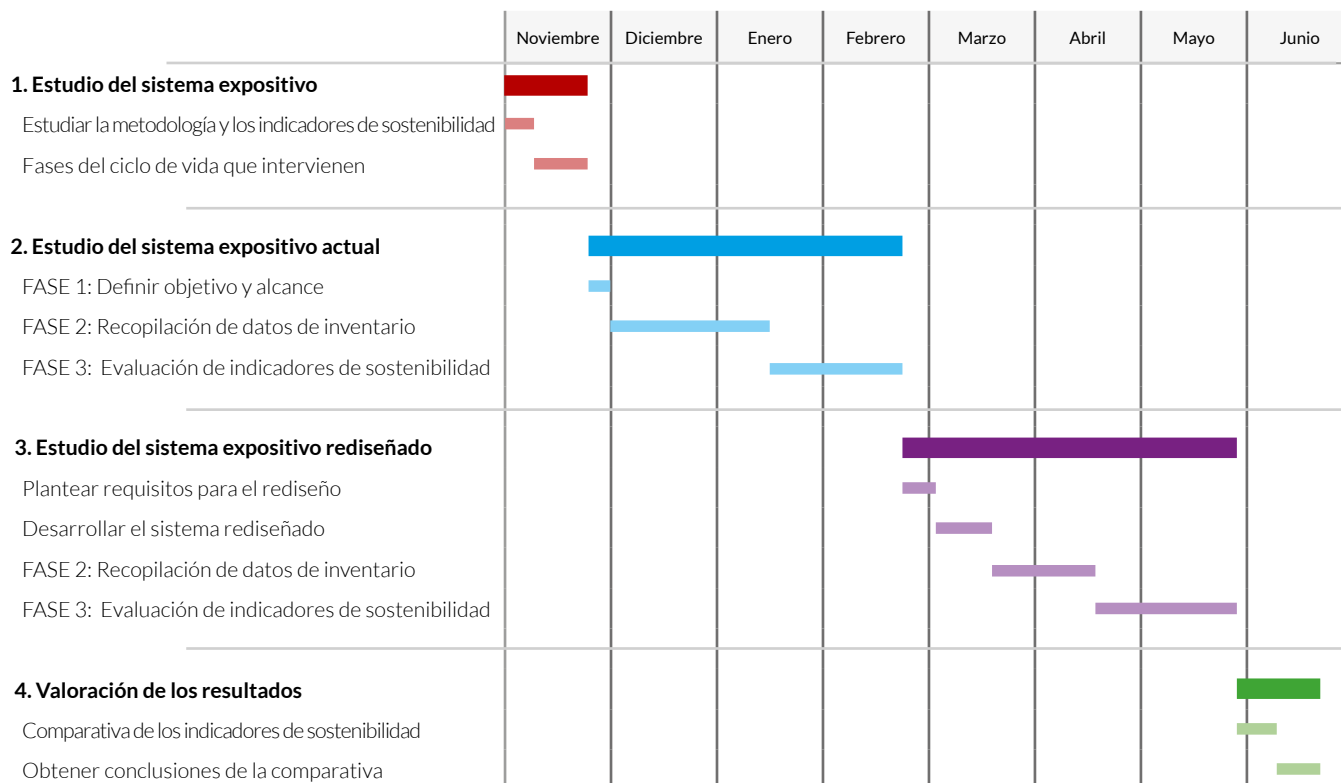 Noviembre Diciembre Enero Febrero Marzo Abril Mayo Junio
1. Estudio del sistema expositivo
Estudiar la metodología y los indicadores de sostenibilidad
Fases del ciclo de vida que intervienen
2. Estudio del sistema expositivo actual
FASE 1: Definir objetivo y alcance
FASE 2: Recopilación de datos de inventario
FASE 3: Evaluación de indicadores de sostenibilidad
3. Estudio del sistema expositivo rediseñado
Plantear requisitos para el rediseño
Desarrollar el sistema rediseñado
FASE 2: Recopilación de datos de inventario
FASE 3: Evaluación de indicadores de sostenibilidad
4. Valoración de los resultados
Comparativa de los indicadores de sostenibilidad
Obtener conclusiones de la comparativa